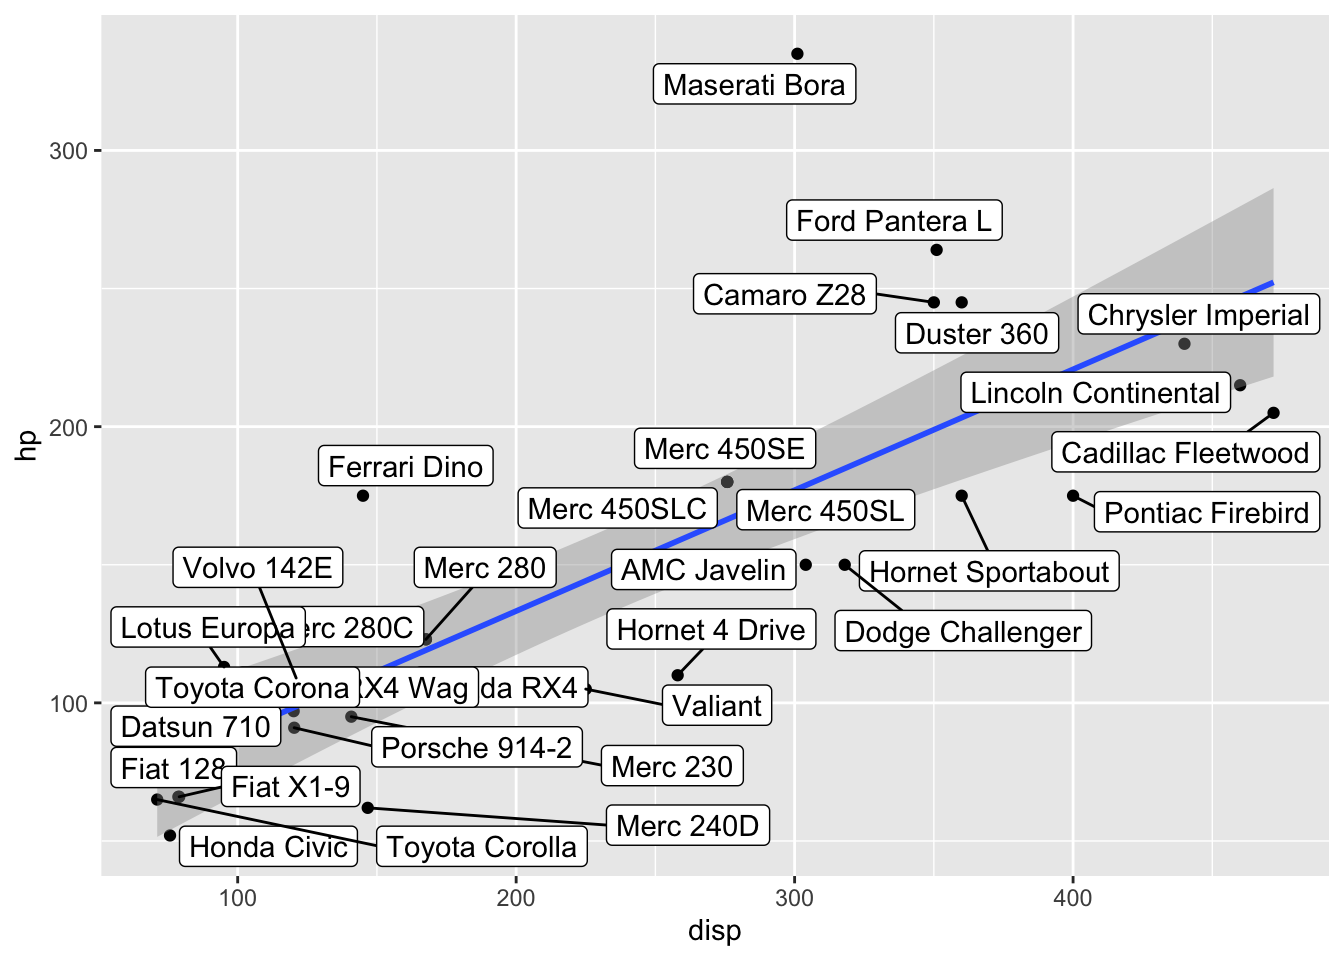 Maserati Bora
300
Ford Pantera L
Camaro Z28
Chrysler Imperial
Duster 360
Lincoln Continental
200
hp
Merc 450SE
Cadillac Fleetwood
Ferrari Dino
Merc 450SLC
Merc 450SL
Pontiac Firebird
Volvo 142E
Merc 280
AMC Javelin
Hornet Sportabout
Lotus Europa
erc 280C
Hornet 4 Drive
Dodge Challenger
Toyota Corona
RX4 Wag
da RX4
100
Valiant
Datsun 710
Porsche 914-2
Fiat 128
Merc 230
Fiat X1-9
Merc 240D
Honda Civic
Toyota Corolla
100
200
300
400
disp